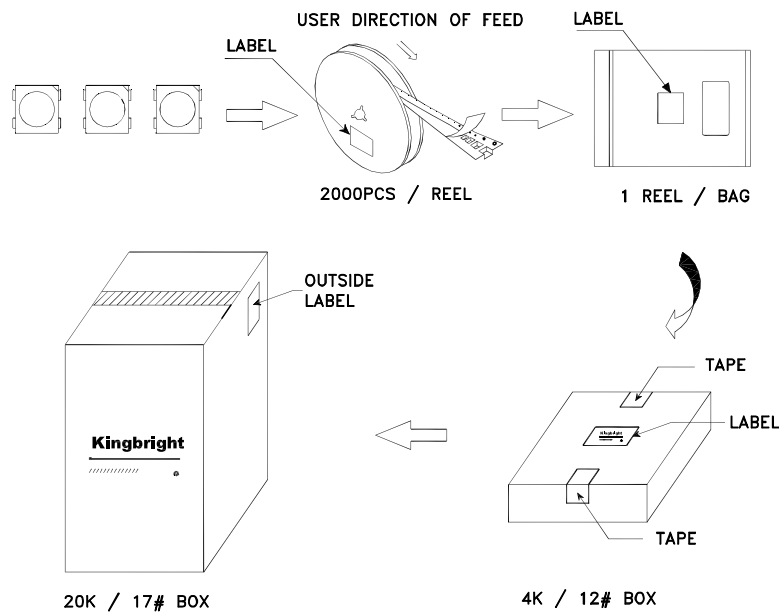 USER DIRECTION OF FEED
LABEL
LABEL
2000PCS / REEL
1 REEL / BAG
OUTSIDE
LABEL
TAPE
LABEL
Kingbright
Kingbright
TAPE
20K / 17# BOX
4K / 12# BOX